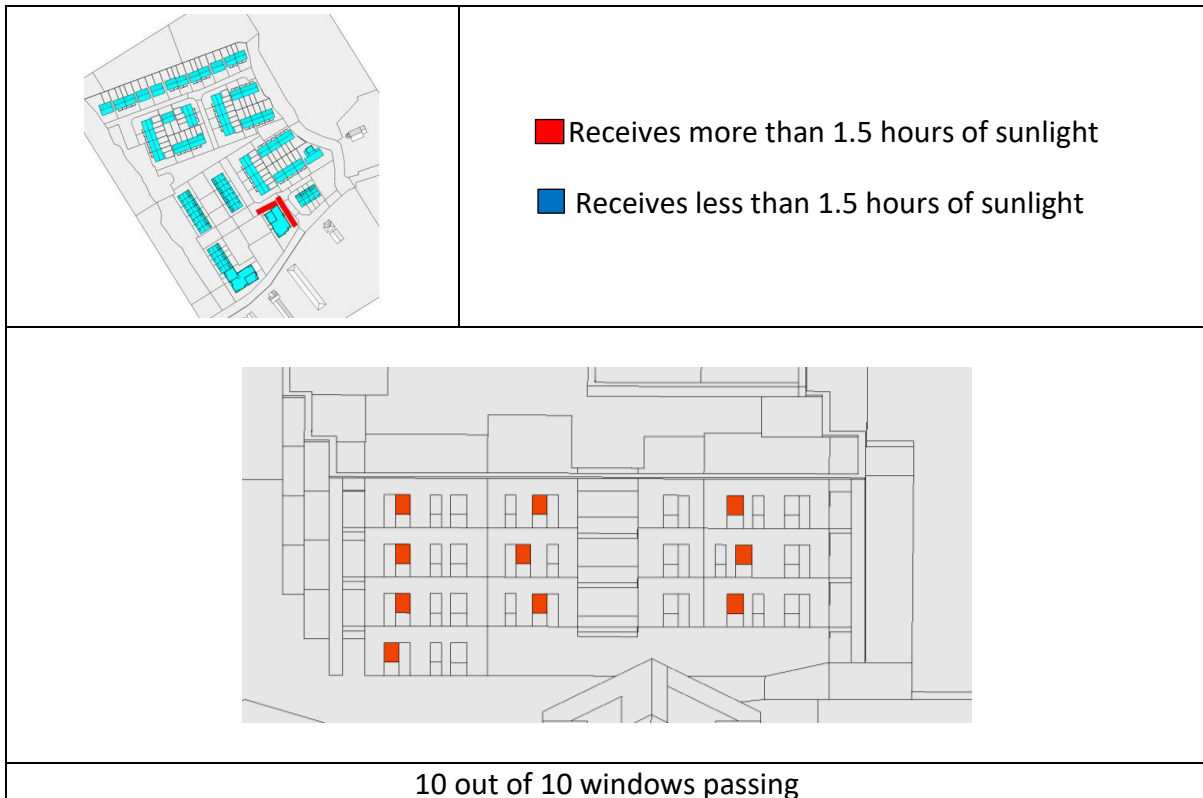 Receives more than 1.5 hours of sunlight
Receives less than 1.5 hours of sunlight
10 out of 10 windows passing